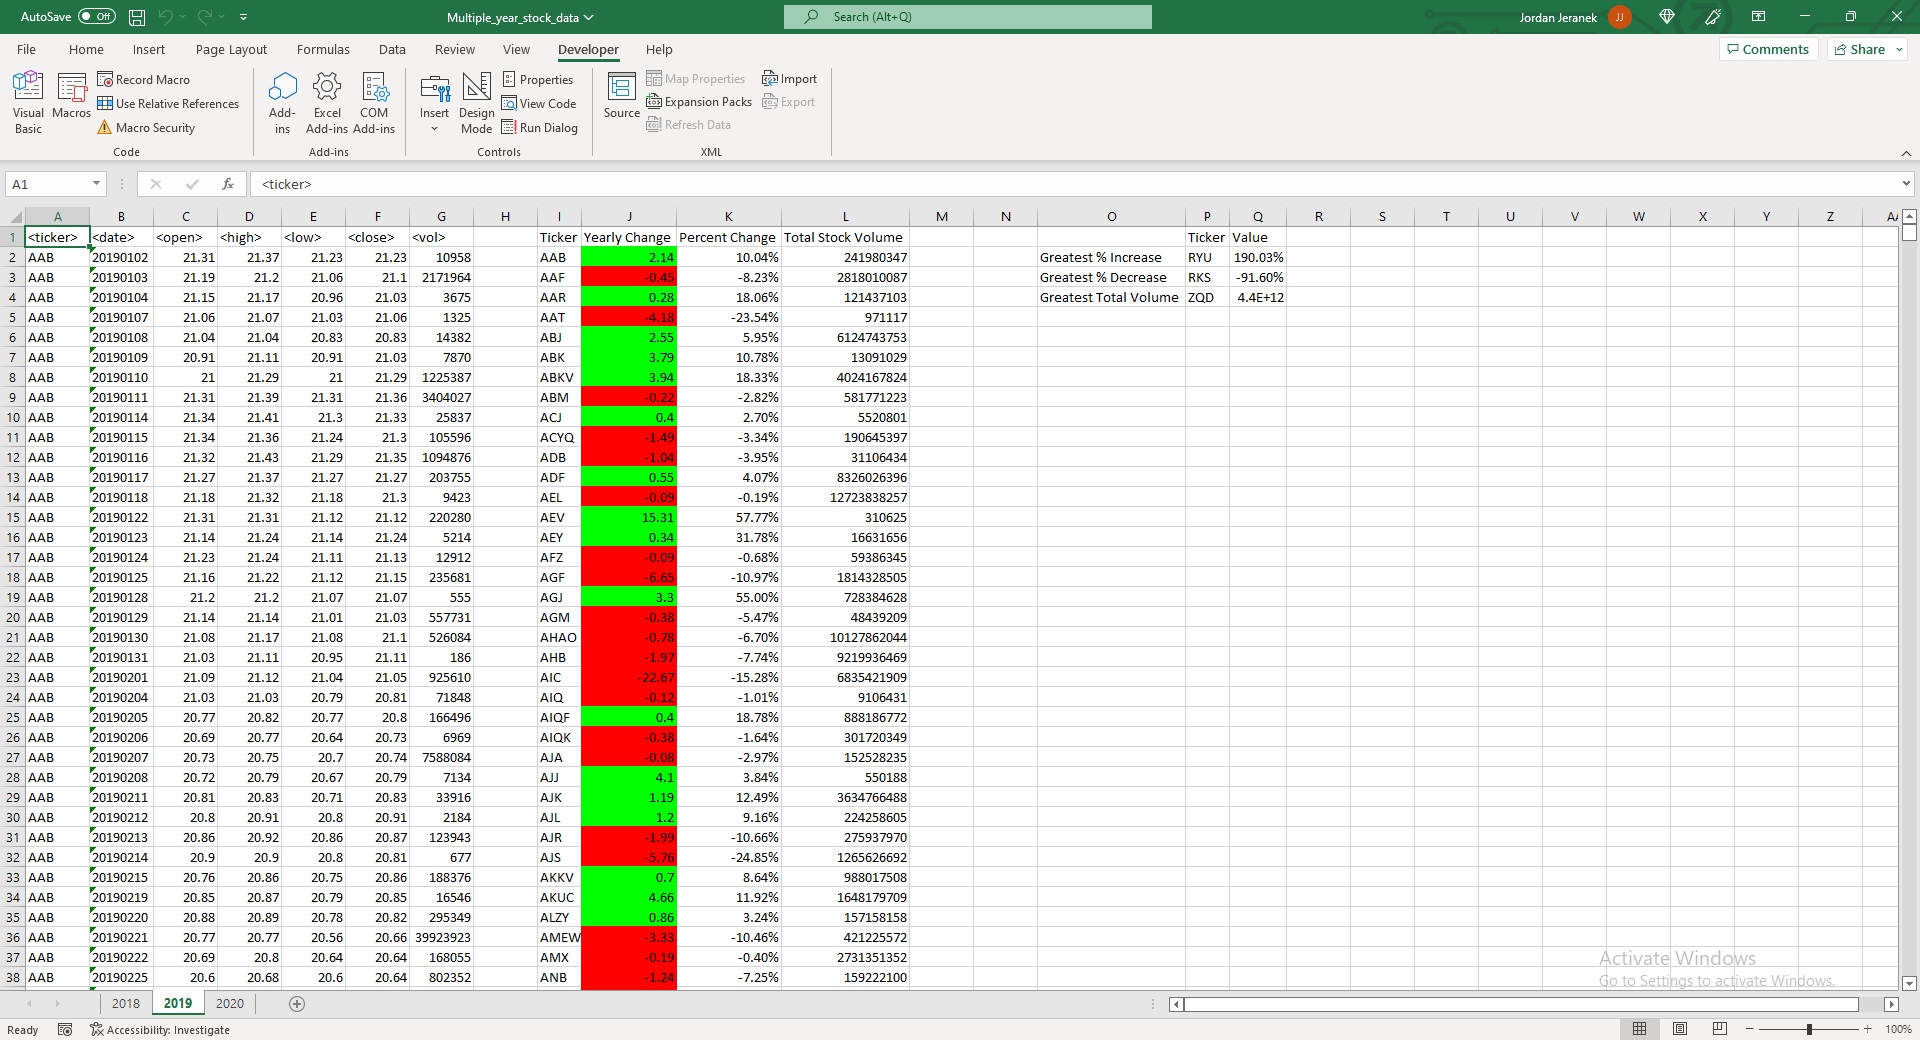 AutoSave Off Multiple_year_stock_data Search (Alt+Q) Jordan Jeranek JJ
File Home Insert Page Layout Formulas Data Review View Developer Help Comments Share
Visual Basic Macros Record Macro Use Relative References Macro Security
Add-ins Excel Add-ins COM Add-ins
Insert Design Mode Properties View Code Run Dialog
Source Map Properties Expansion Packs Refresh Data Import Export
Code Add-ins Controls XML
A1 fx <ticker>
A B C D E F G H I J K L M N O P Q R S T U V W X Y Z
1 <ticker> <date> <open> <high> <low> <close> <vol> Ticker Yearly Change Percent Change Total Stock Volume Ticker Value
2 AAB 20190102 21.31 21.37 21.23 21.23 10958 AAB 2.14 10.04% 241980347 Greatest % Increase RYU 190.03%
3 AAB 20190103 21.19 21.2 21.06 21.1 2171964 AAF -0.45 -8.23% 2818010087 Greatest % Decrease RKS -91.60%
4 AAB 20190104 21.15 21.17 20.96 21.03 3675 AAR 0.28 18.06% 121437103 Greatest Total Volume ZQD 4.4E+12
5 AAB 20190107 21.06 21.07 21.03 21.06 1325 AAT -4.18 -23.54% 971117
6 AAB 20190108 21.04 21.04 20.83 20.83 14382 ABJ 2.55 5.95% 6124743753
7 AAB 20190109 20.91 21.11 20.91 21.03 7870 ABK 3.79 10.78% 13091029
8 AAB 20190110 21 21.29 21 21.29 1225387 ABKV 3.94 18.33% 4024167824
9 AAB 20190111 21.31 21.39 21.31 21.36 3404027 ABM -0.22 -2.82% 581771223
10 AAB 20190114 21.34 21.41 21.3 21.33 25837 ACJ 0.4 2.70% 5520801
11 AAB 20190115 21.34 21.36 21.24 21.3 105596 ACYQ -1.49 -3.34% 190645397
12 AAB 20190116 21.32 21.43 21.29 21.35 1094876 ADB -1.04 -3.95% 31106434
13 AAB 20190117 21.27 21.37 21.27 21.27 203755 ADF 0.55 4.07% 8326026396
14 AAB 20190118 21.18 21.32 21.18 21.3 9423 AEL -0.09 -0.19% 12723838257
15 AAB 20190122 21.31 21.31 21.12 21.12 220280 AEV 15.31 57.77% 310625
16 AAB 20190123 21.14 21.24 21.14 21.24 5214 AEY 0.34 31.78% 16631656
17 AAB 20190124 21.23 21.24 21.11 21.13 12912 AFZ -0.09 -0.68% 59386345
18 AAB 20190125 21.16 21.22 21.12 21.15 235681 AGF -6.65 -10.97% 1814328505
19 AAB 20190128 21.2 21.2 21.07 21.07 555 AGJ 3.3 55.00% 728384628
20 AAB 20190129 21.14 21.14 21.01 21.03 557731 AGM -0.38 -5.47% 48439209
21 AAB 20190130 21.08 21.17 21.08 21.1 526084 AHAO -0.78 -6.70% 10127862044
22 AAB 20190131 21.03 21.11 20.95 21.11 186 AHB -1.97 -7.74% 9219936469
23 AAB 20190201 21.09 21.12 21.04 21.05 925610 AIC -22.67 -15.28% 6835421909
24 AAB 20190204 21.03 21.03 20.79 20.81 71848 AIQ -0.12 -1.01% 9106431
25 AAB 20190205 20.77 20.82 20.77 20.8 166496 AIQF 0.4 18.78% 888186772
26 AAB 20190206 20.69 20.77 20.64 20.73 6969 AIQK -0.38 -1.64% 301720349
27 AAB 20190207 20.73 20.75 20.7 20.74 7588084 AJA -0.08 -2.97% 152528235
28 AAB 20190208 20.72 20.79 20.67 20.79 7134 AJJ 4.1 3.84% 550188
29 AAB 20190211 20.81 20.83 20.71 20.83 33916 AJK 1.19 12.49% 3634766488
30 AAB 20190212 20.8 20.91 20.8 20.91 2184 AJL 1.2 9.16% 224258605
31 AAB 20190213 20.86 20.92 20.86 20.87 123943 AJR -1.99 -10.66% 275937970
32 AAB 20190214 20.9 20.9 20.8 20.81 677 AJS -5.76 -24.85% 1265626692
33 AAB 20190215 20.76 20.86 20.75 20.86 188376 AKKV 0.7 8.64% 988017508
34 AAB 20190219 20.85 20.87 20.79 20.85 16546 AKUC 4.66 11.92% 1648179709
35 AAB 20190220 20.88 20.89 20.78 20.82 295349 ALZY 0.86 3.24% 157158158
36 AAB 20190221 20.77 20.77 20.56 20.66 39923923 AMEW -3.33 -10.46% 421225572
37 AAB 20190222 20.69 20.8 20.64 20.64 168055 AMX -0.19 -0.40% 2731351352
38 AAB 20190225 20.6 20.68 20.6 20.64 802352 ANB -1.24 -7.25% 159222100
Activate Windows
Go to Settings to activate Windows.
2018 2019 2020
Ready Accessibility: Investigate 100%